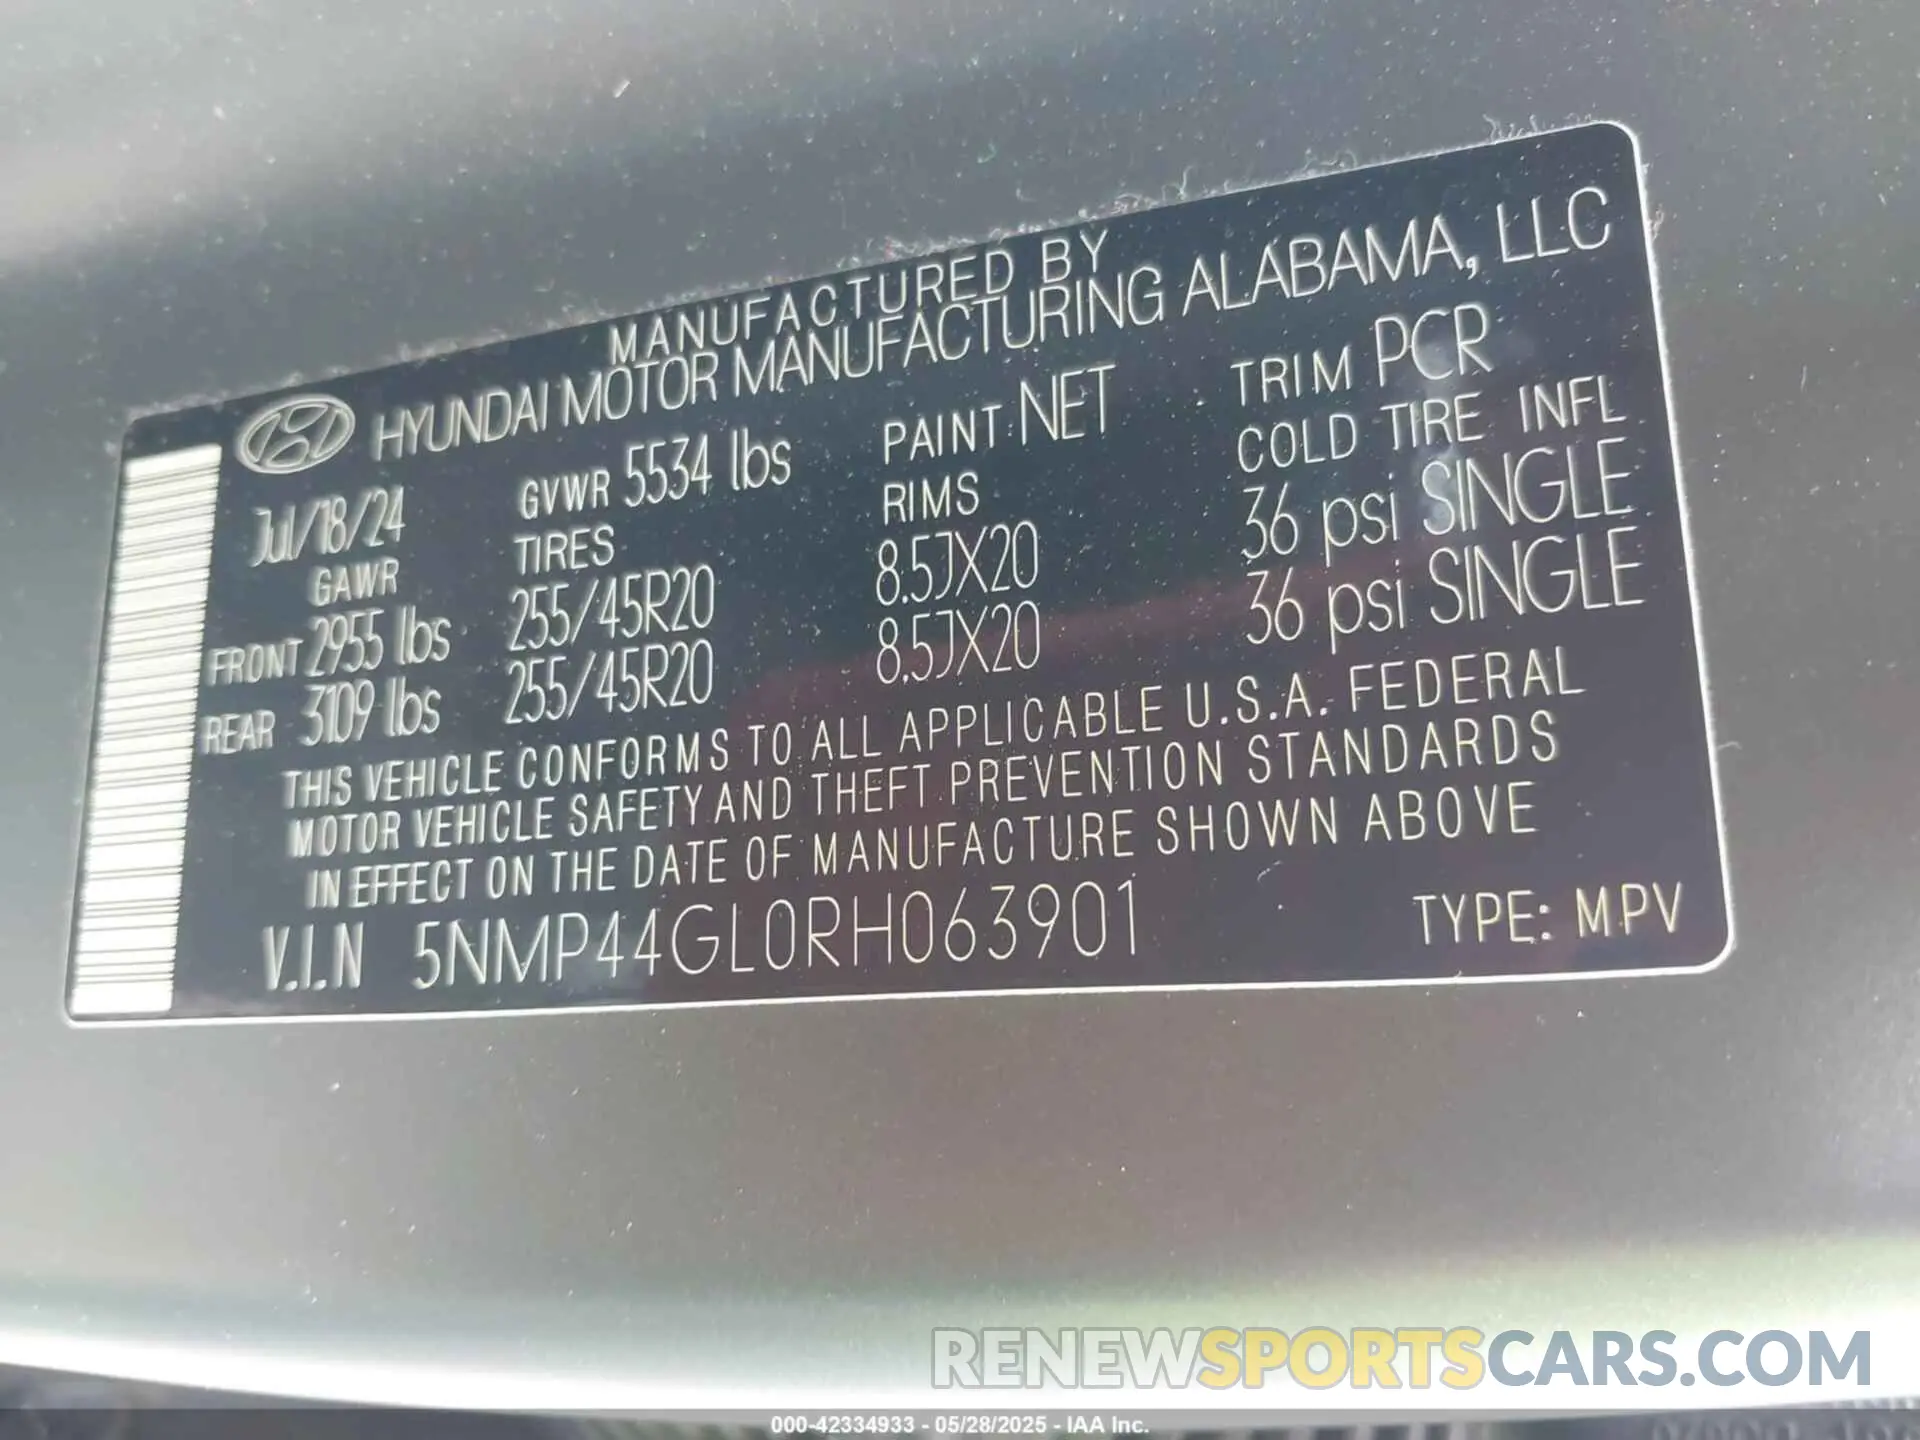 MANUFACTURED BY
HYUNDAI MOTOR MANUFACTURING ALABAMA, LLC
Jul/18/24 GVWR 5534 lbs PAINT NET TRIM PCR
GAWR TIRES RIMS COLD TIRE INFL
FRONT 2955 lbs 255/45R20 8.5JX20 36 psi SINGLE
REAR 3109 lbs 255/45R20 8.5JX20 36 psi SINGLE
THIS VEHICLE CONFORMS TO ALL APPLICABLE U.S.A. FEDERAL
MOTOR VEHICLE SAFETY AND THEFT PREVENTION STANDARDS
IN EFFECT ON THE DATE OF MANUFACTURE SHOWN ABOVE
V.I.N 5NMP44GL0RH063901 TYPE: MPV
RENEWSPORTSCARS.COM
000-42334933 - 05/28/2025 - IAA Inc.